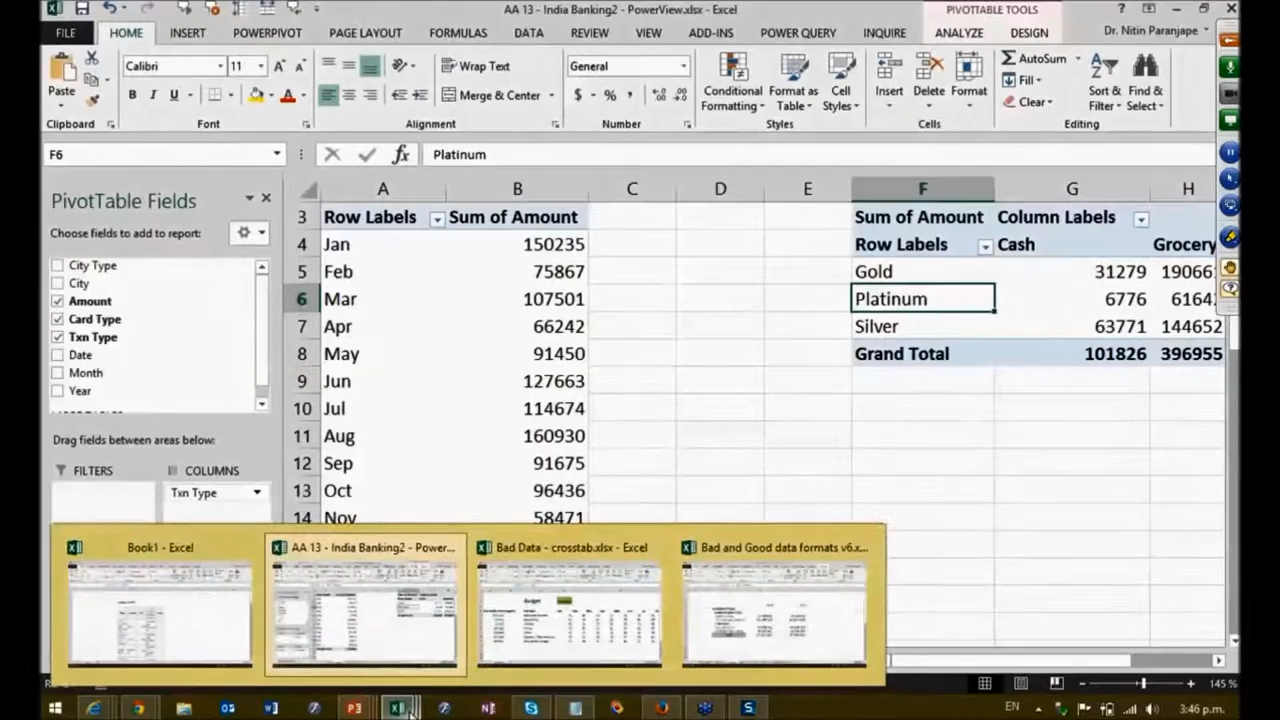 AA 13 - India Banking2 - PowerView.xlsx - Excel
PIVOTTABLE TOOLS
FILE HOME INSERT POWERPIVOT PAGE LAYOUT FORMULAS DATA REVIEW VIEW ADD-INS POWER QUERY INQUIRE ANALYZE DESIGN Dr. Nitin Paranjape
Paste
Calibri 11
B I U
Wrap Text
Merge & Center
General
$ % ,
Conditional Formatting
Format as Table
Cell Styles
Insert Delete Format
AutoSum
Fill
Clear
Sort & Filter
Find & Select
Clipboard Font Alignment Number Styles Cells Editing
F6 fx Platinum
PivotTable Fields
Choose fields to add to report:
City Type
City
Amount
Card Type
Txn Type
Date
Month
Year
Drag fields between areas below:
FILTERS COLUMNS
Txn Type
A B C D E F G H
3 Row Labels Sum of Amount Sum of Amount Column Labels
4 Jan 150235 Row Labels Cash Grocery
5 Feb 75867 Gold 31279 19066
6 Mar 107501 Platinum 6776 6164
7 Apr 66242 Silver 63771 144652
8 May 91450 Grand Total 101826 396955
9 Jun 127663
10 Jul 114674
11 Aug 160930
12 Sep 91675
13 Oct 96436
14 Nov 58471
Book1 - Excel
AA 13 - India Banking2 - Power...
Bad Data - crosstab.xlsx - Excel
Bad and Good data formats v6.x...
Budget
145 %
EN 3:46 p.m.